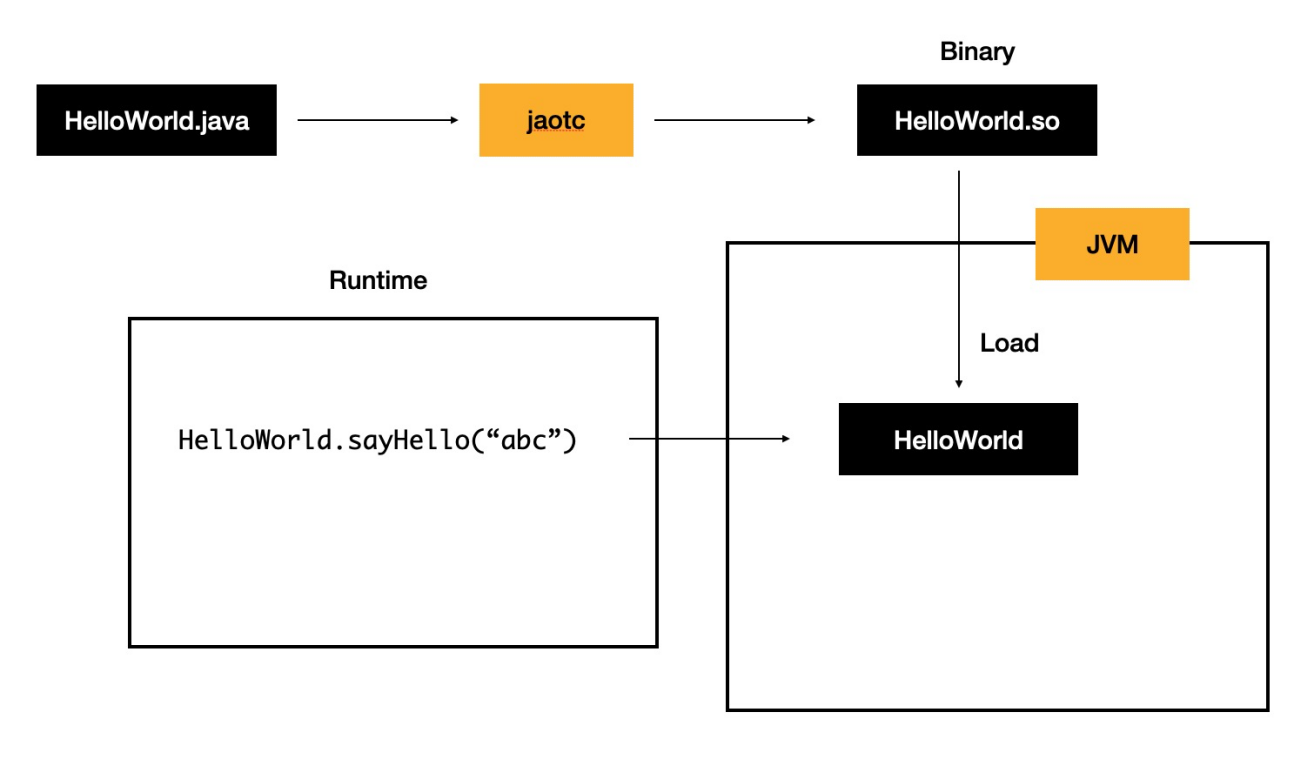 Binary
HelloWorld.java
jaotc
HelloWorld.so
JVM
Runtime
Load
HelloWorld.sayHello(“abc”)
HelloWorld